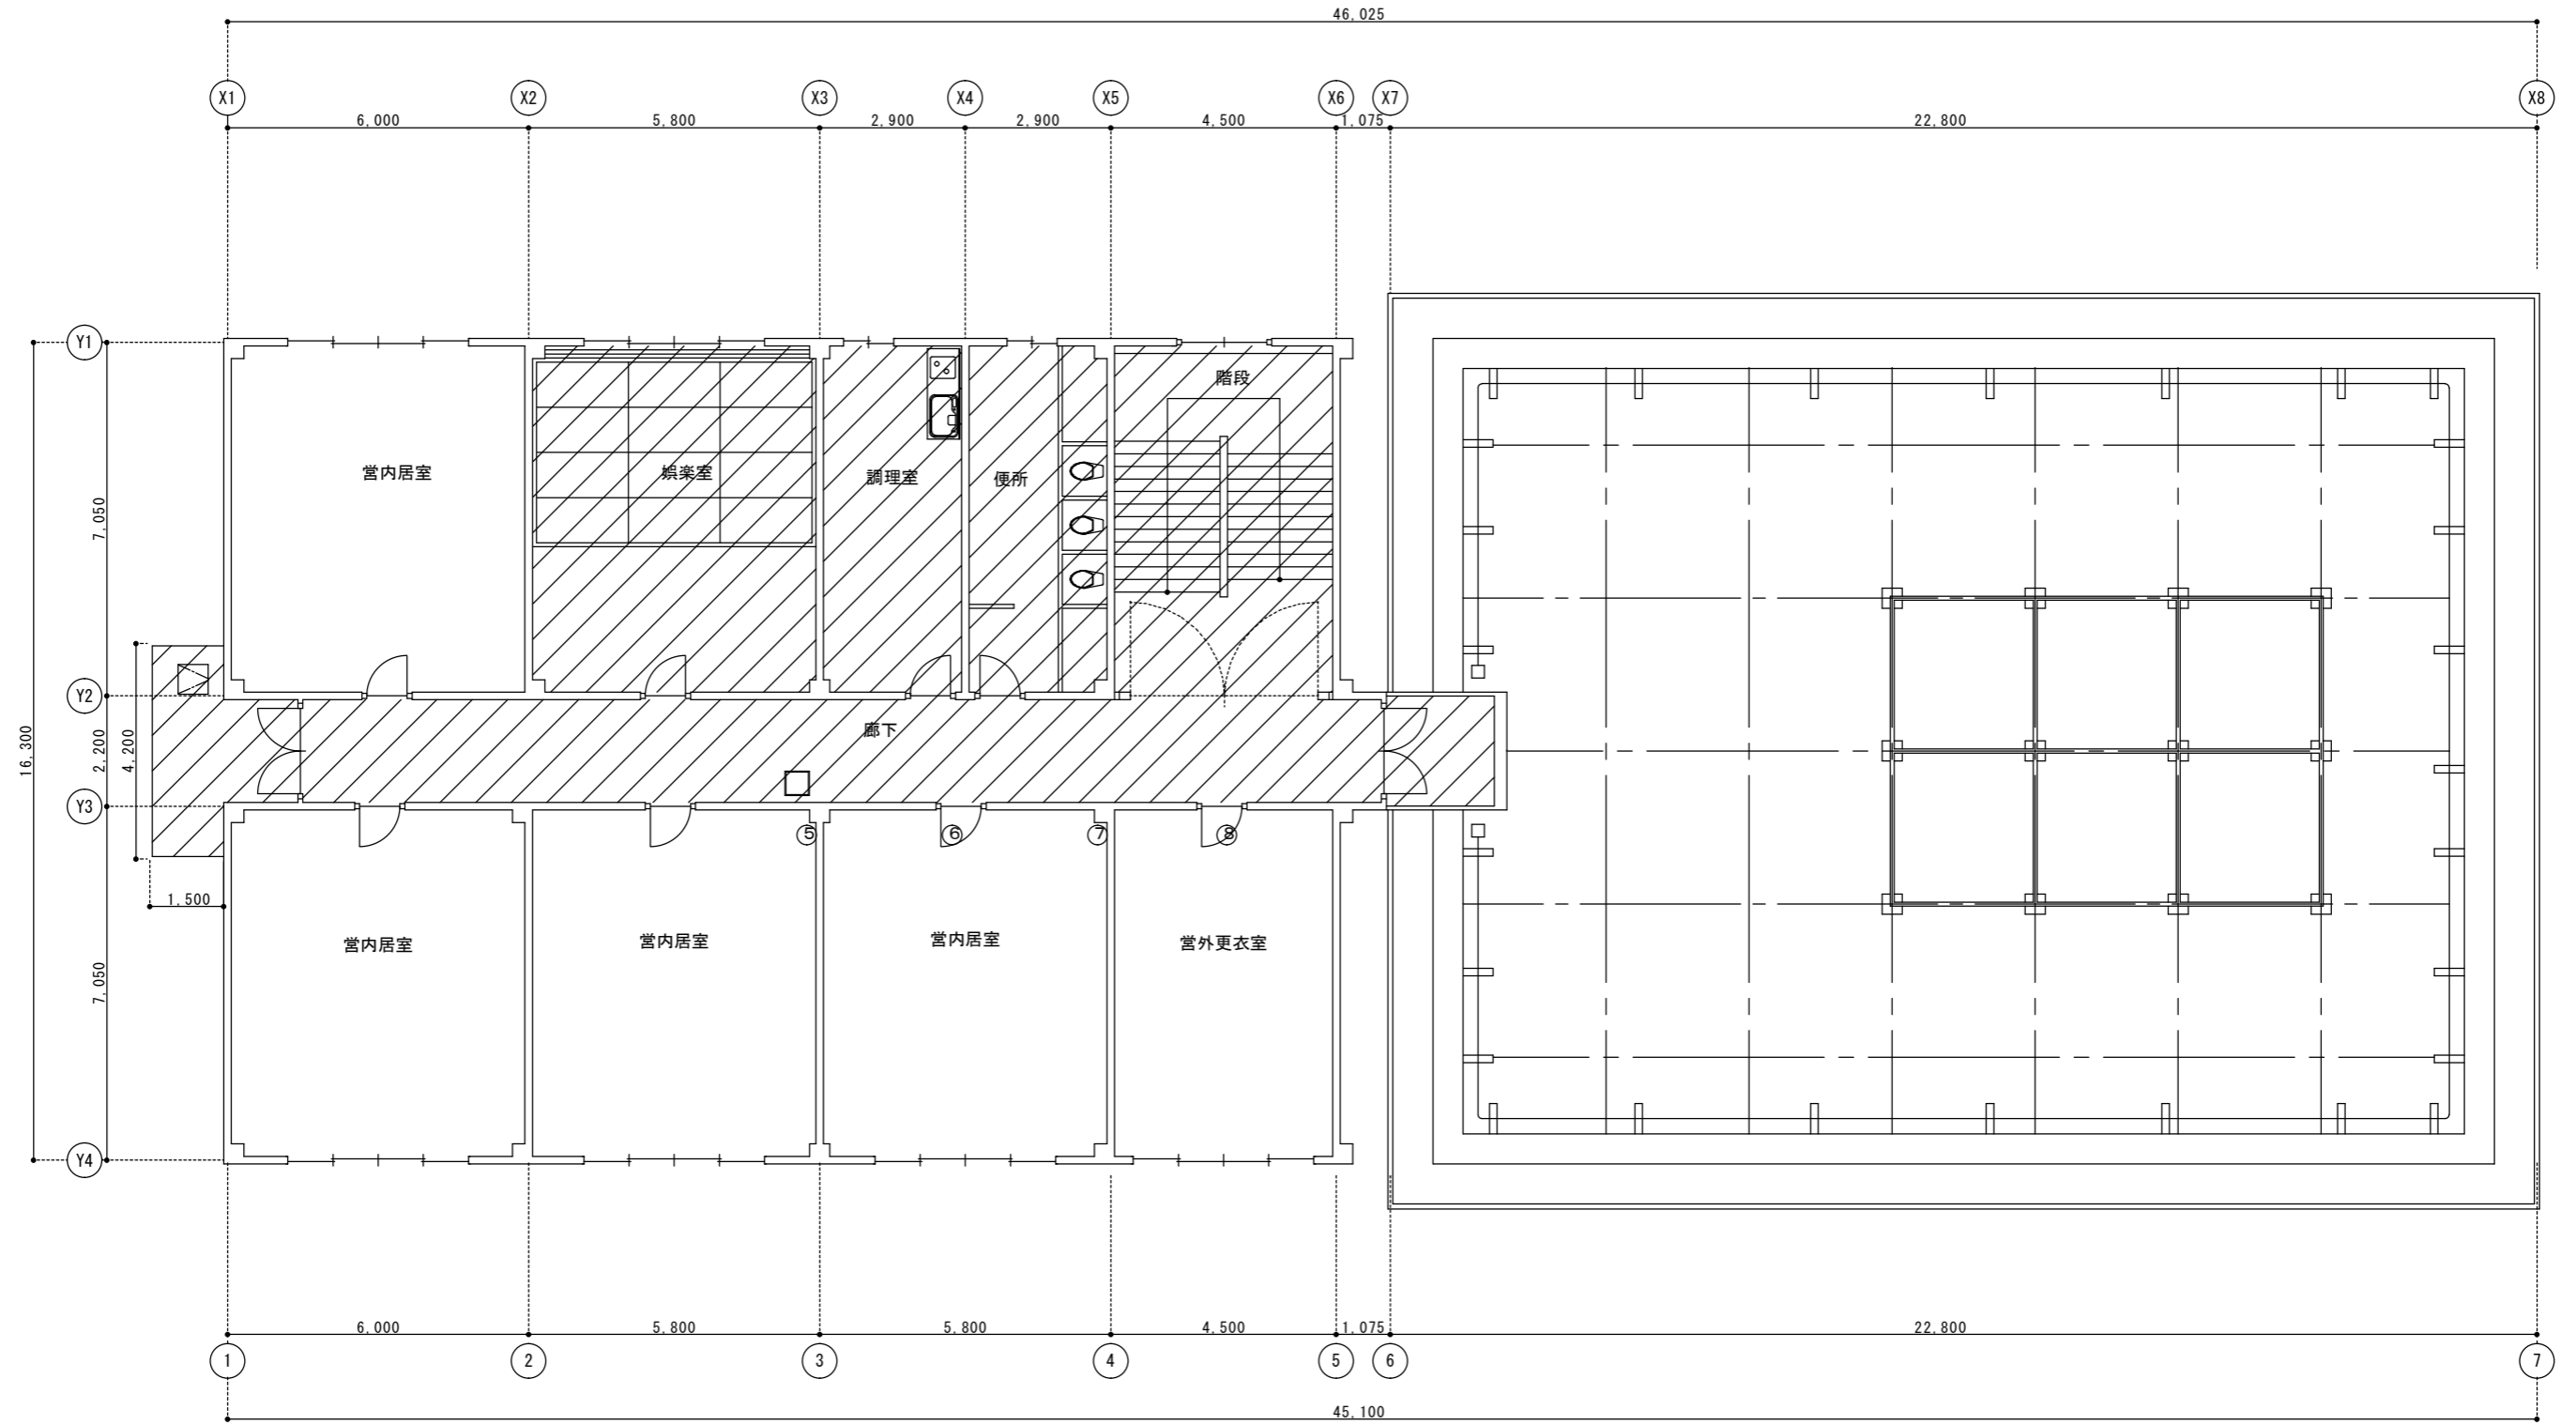 46,025
X1 X2 X3 X4 X5 X6 X7 X8
6,000 5,800 2,900 2,900 4,500 1,075 22,800
Y1
階段
営内居室 娯楽室 調理室 便所
7,050
Y2
廊下
16,300 2,200 4,200
Y3
⑤ ⑥ ⑦ ⑧
1,500
営内居室 営内居室 営内居室 営外更衣室
7,050
Y4
6,000 5,800 5,800 4,500 1,075 22,800
1 2 3 4 5 6 7
45,100